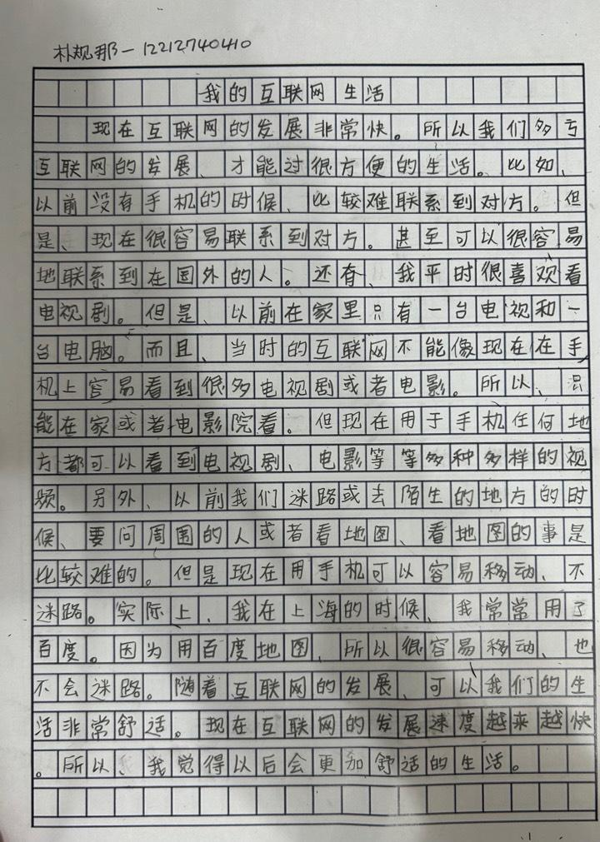 朴规那-12212740410
我的互联网生活
现在互联网的发展非常快。所以我们多亏
互联网的发展、才能过很方便的生活。比如、
以前没有手机的时候、比较难联系到对方。但
是、现在很容易联系到对方。甚至可以很容易
地联系到在国外的人。还有、我平时很喜观看
电视剧。但是、以前在家里只有一台电视和一
台电脑。而且、当时的互联网不能像现在在手
机上容易看到很多电视剧或者电影。所以、只
能在家或者电影院看。但现在用于手机任何地
方都可以看到电视剧、电影等等多种多样的视
频。另外、以前我们迷路或去陌生的地方的时
候、要问周围的人或者看地图、看地图的事是
比较难的。但是现在用手机可以容易移动、不
迷路。实际上、我在上海的时候、我常常用了
百度。因为用百度地图、所以很容易移动、也
不会迷路。随着互联网的发展、可以我们的生
活非常舒适。现在互联网的发展速度越来越快
。所以、我觉得以后会更加舒适的生活。